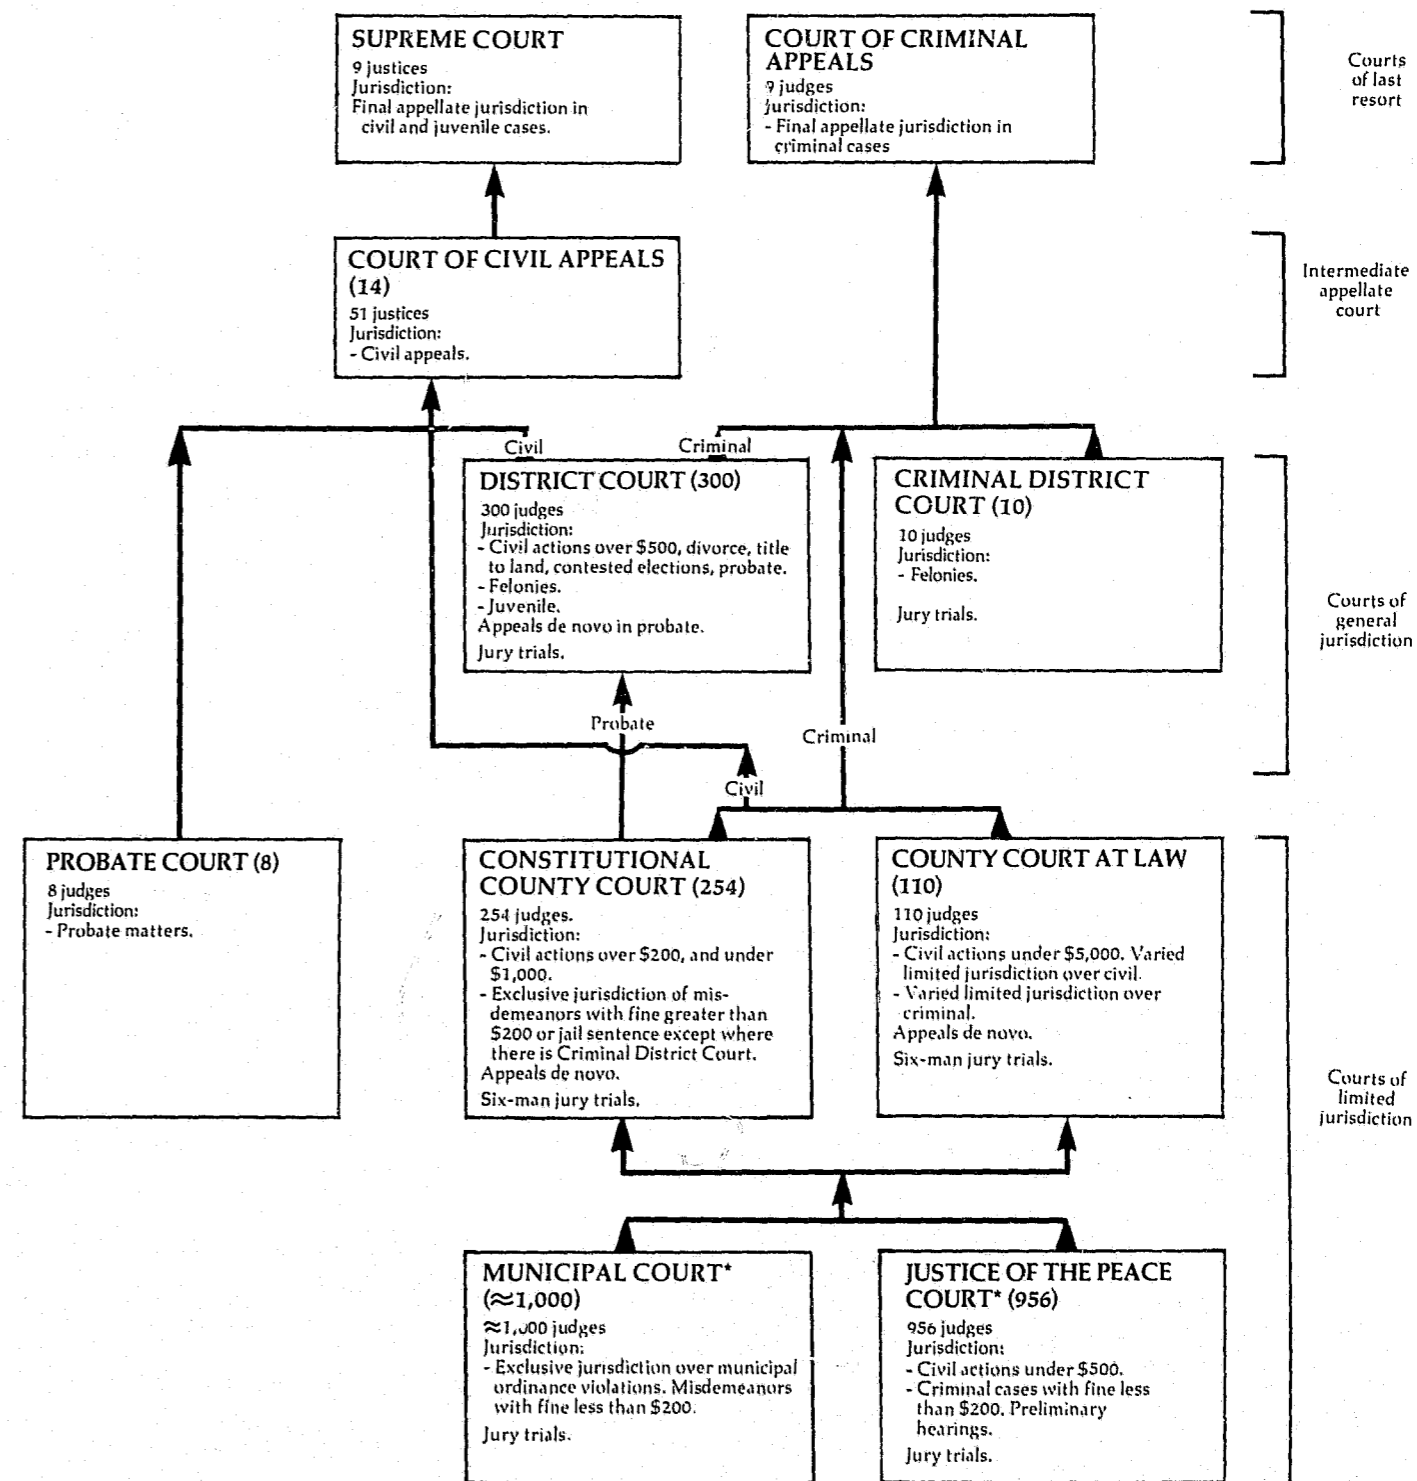 SUPREME COURT
9 justices
Jurisdiction:
Final appellate jurisdiction in
civil and juvenile cases.
COURT OF CRIMINAL
APPEALS
9 judges
Jurisdiction:
- Final appellate jurisdiction in
criminal cases
Courts
of last
resort
COURT OF CIVIL APPEALS
(14)
51 justices
Jurisdiction:
- Civil appeals.
Intermediate
appellate
court
Civil
Criminal
DISTRICT COURT (300)
300 judges
Jurisdiction:
- Civil actions over $500, divorce, title
to land, contested elections, probate.
- Felonies.
- Juvenile.
Appeals de novo in probate.
Jury trials.
CRIMINAL DISTRICT
COURT (10)
10 judges
Jurisdiction:
- Felonies.
Jury trials.
Courts of
general
jurisdiction
Probate
Criminal
Civil
PROBATE COURT (8)
8 judges
Jurisdiction:
- Probate matters.
CONSTITUTIONAL
COUNTY COURT (254)
254 judges.
Jurisdiction:
- Civil actions over $200, and under
$1,000.
- Exclusive jurisdiction of mis-
demeanors with fine greater than
$200 or jail sentence except where
there is Criminal District Court.
Appeals de novo.
Six-man jury trials.
COUNTY COURT AT LAW
(110)
110 judges
Jurisdiction:
- Civil actions under $5,000. Varied
limited jurisdiction over civil.
- Varied limited jurisdiction over
criminal.
Appeals de novo.
Six-man jury trials.
Courts of
limited
jurisdiction
MUNICIPAL COURT*
(≈1,000)
≈1,000 judges
Jurisdiction:
- Exclusive jurisdiction over municipal
ordinance violations. Misdemeanors
with fine less than $200.
Jury trials.
JUSTICE OF THE PEACE
COURT* (956)
956 judges
Jurisdiction:
- Civil actions under $500.
- Criminal cases with fine less
than $200. Preliminary
hearings.
Jury trials.